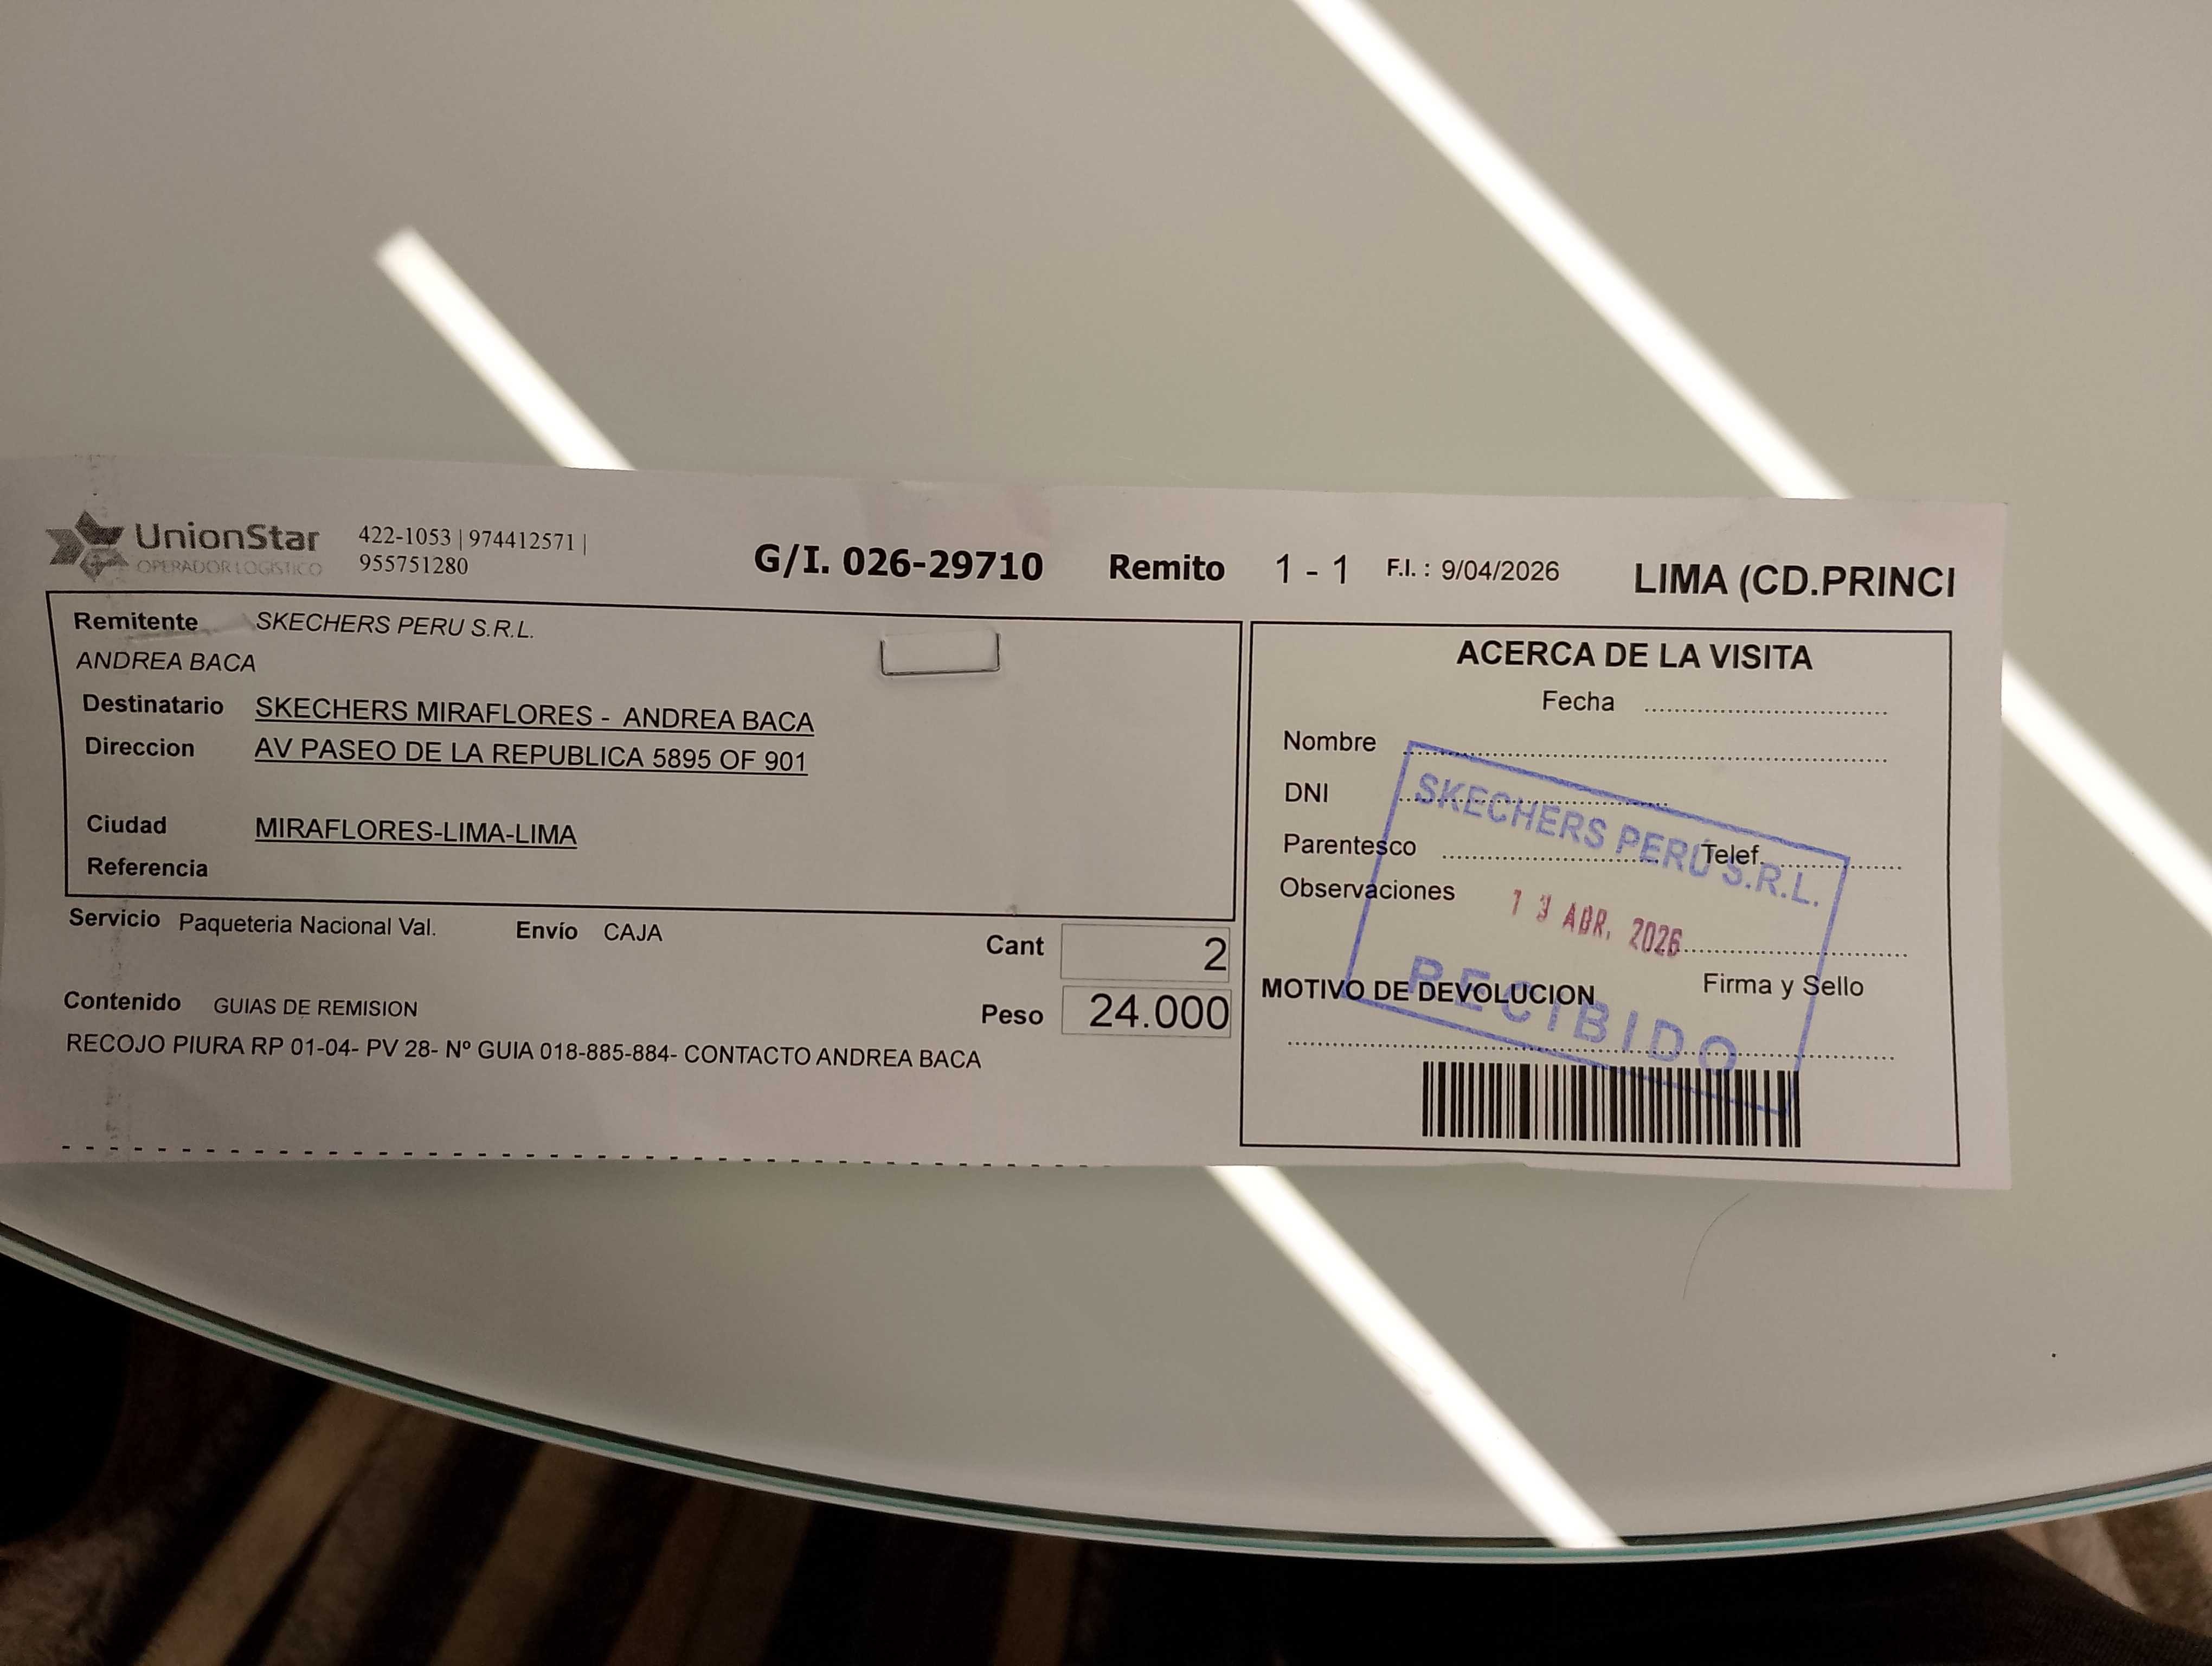 UnionStar
OPERADOR LOGISTICO
422-1053 | 974412571 |
955751280
G/I. 026-29710 Remito 1 - 1 F.I. : 9/04/2026 LIMA (CD.PRINCI
Remitente SKECHERS PERU S.R.L.
ANDREA BACA
Destinatario SKECHERS MIRAFLORES - ANDREA BACA
Direccion AV PASEO DE LA REPUBLICA 5895 OF 901
Ciudad MIRAFLORES-LIMA-LIMA
Referencia
Servicio Paqueteria Nacional Val. Envío CAJA Cant 2
Contenido GUIAS DE REMISION Peso 24.000
RECOJO PIURA RP 01-04- PV 28- Nº GUIA 018-885-884- CONTACTO ANDREA BACA
ACERCA DE LA VISITA
Fecha
Nombre
DNI
Parentesco Telef.
Observaciones
Firma y Sello
MOTIVO DE DEVOLUCION
SKECHERS PERÚ S.R.L.
13 ABR. 2026
RECIBIDO